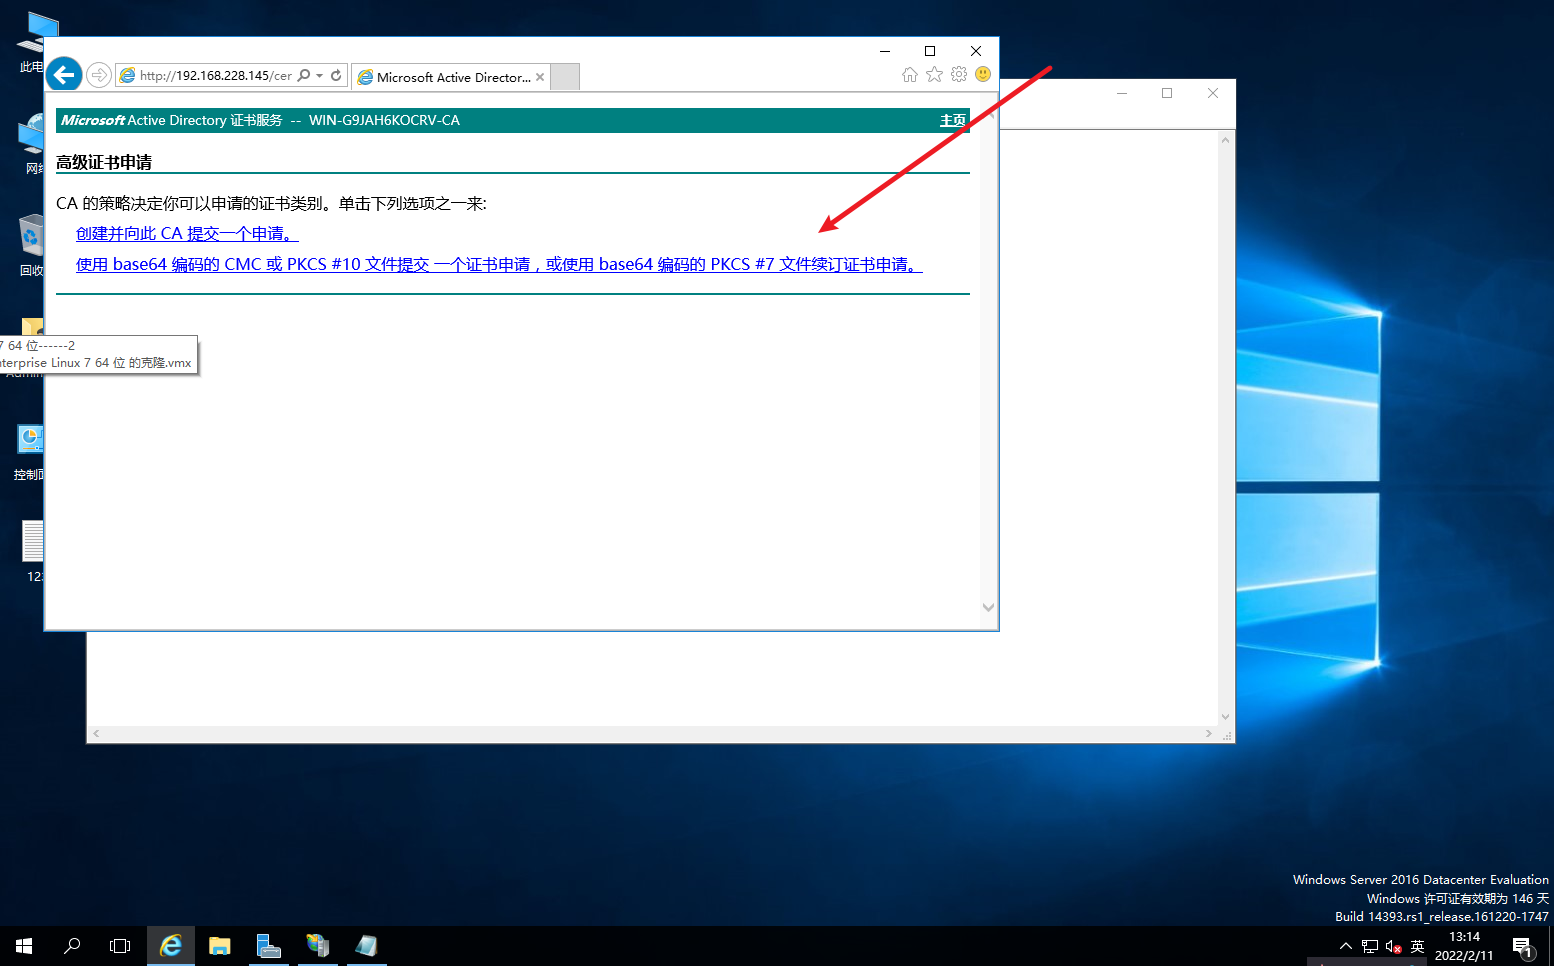 此电
http://192.168.228.145/cer
Microsoft Active Director...
Microsoft Active Directory 证书服务 -- WIN-G9JAH6KOCRV-CA
主页
网络
高级证书申请
CA 的策略决定你可以申请的证书类别。单击下列选项之一来:
创建并向此 CA 提交一个申请。
使用 base64 编码的 CMC 或 PKCS #10 文件提交 一个证书申请，或使用 base64 编码的 PKCS #7 文件续订证书申请。
回收
7 64 位------2
nterprise Linux 7 64 位 的克隆.vmx
Admin
控制面
12
Windows Server 2016 Datacenter Evaluation
Windows 许可证有效期为 146 天
Build 14393.rs1_release.161220-1747
英
13:14
2022/2/11
1